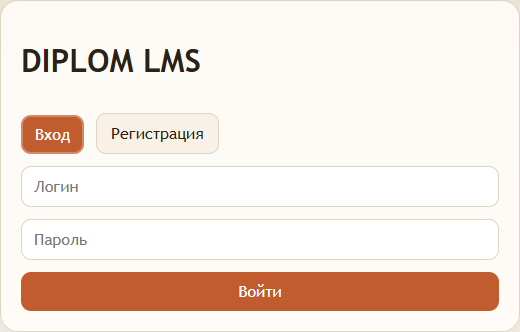 DIPLOM LMS
Вход Регистрация
Логин
Пароль
Войти